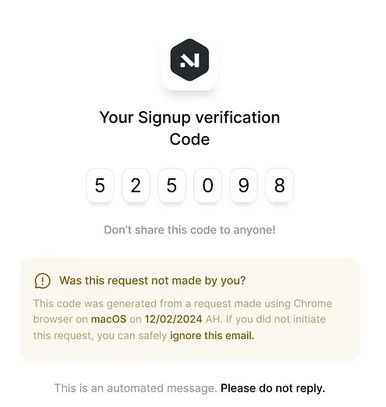 Your Signup verification
Code
5 2 5 0 9 8
Don't share this code to anyone!
Was this request not made by you?
This code was generated from a request made using Chrome
browser on macOS on 12/02/2024 AH. If you did not initiate
this request, you can safely ignore this email.
This is an automated message. Please do not reply.